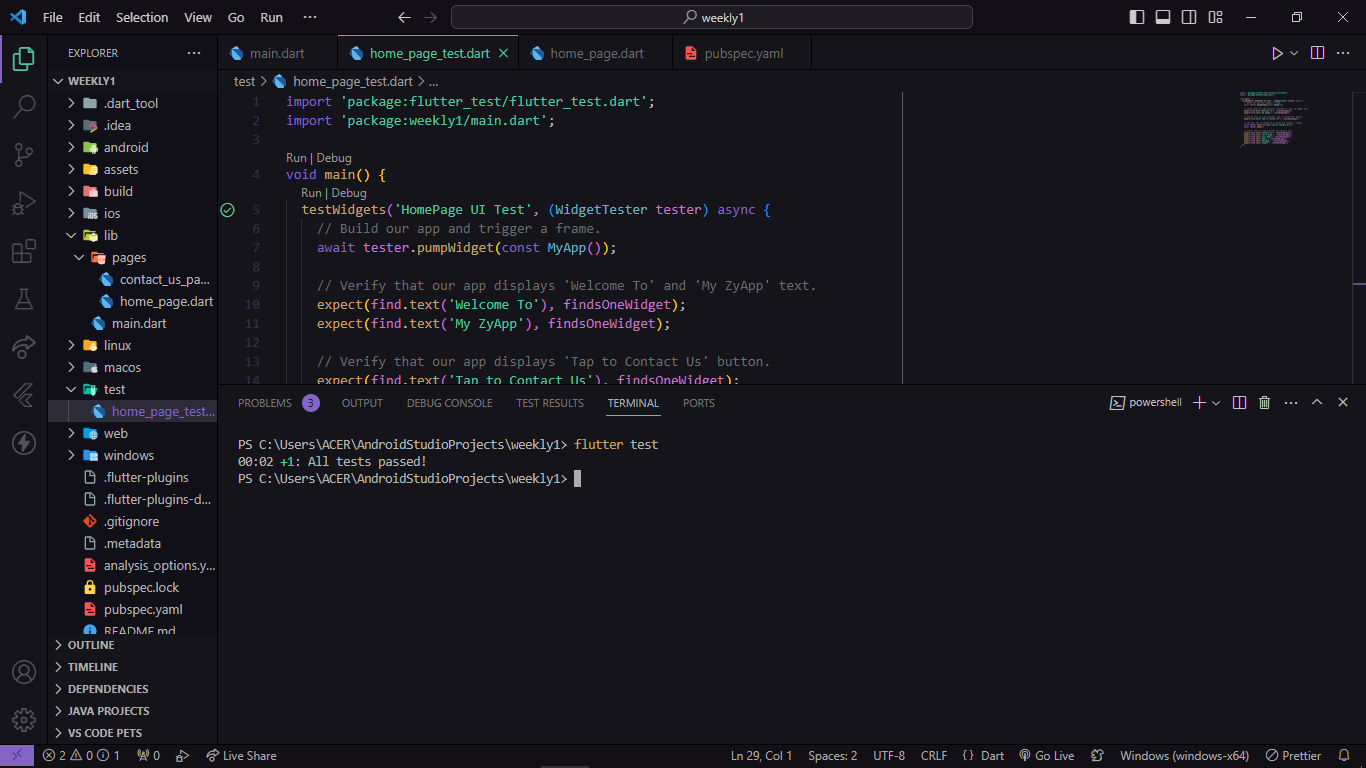 File Edit Selection View Go Run ··· weekly1
EXPLORER ···
WEEKLY1
.dart_tool
.idea
android
assets
build
ios
lib
pages
contact_us_pa...
home_page.dart
main.dart
linux
macos
test
home_page_test...
web
windows
.flutter-plugins
.flutter-plugins-d...
.gitignore
.metadata
analysis_options.y...
pubspec.lock
pubspec.yaml
README.md
OUTLINE
TIMELINE
DEPENDENCIES
JAVA PROJECTS
VS CODE PETS
main.dart home_page_test.dart home_page.dart pubspec.yaml
test > home_page_test.dart > ...
1 import 'package:flutter_test/flutter_test.dart';
2 import 'package:weekly1/main.dart';
3
Run | Debug
4 void main() {
Run | Debug
5 testWidgets('HomePage UI Test', (WidgetTester tester) async {
6 // Build our app and trigger a frame.
7 await tester.pumpWidget(const MyApp());
8
9 // Verify that our app displays 'Welcome To' and 'My ZyApp' text.
10 expect(find.text('Welcome To'), findsOneWidget);
11 expect(find.text('My ZyApp'), findsOneWidget);
12
13 // Verify that our app displays 'Tap to Contact Us' button.
14 expect(find.text('Tap to Contact Us'), findsOneWidget);
PROBLEMS 3 OUTPUT DEBUG CONSOLE TEST RESULTS TERMINAL PORTS powershell
PS C:\Users\ACER\AndroidStudioProjects\weekly1> flutter test
00:02 +1: All tests passed!
PS C:\Users\ACER\AndroidStudioProjects\weekly1>
2 0 1 0 Live Share Ln 29, Col 1 Spaces: 2 UTF-8 CRLF {} Dart Go Live Windows (windows-x64) Prettier